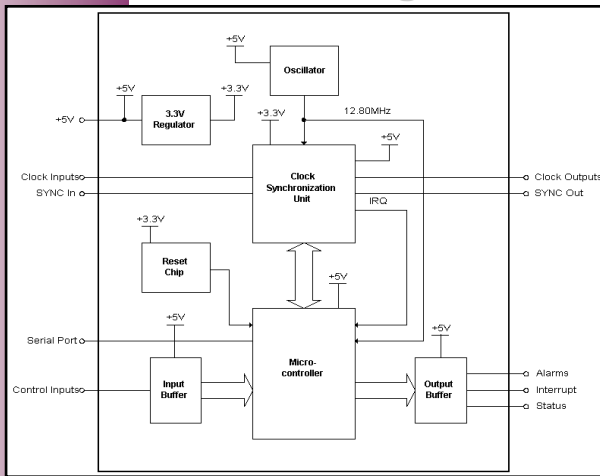 +5V
Oscillator
+5V
+3.3V
3.3V
Regulator
+5V
+3.3V
12.80MHz
+5V
Clock Inputs
SYNC In
Clock
Synchronization
Unit
Clock Outputs
SYNC Out
IRQ
+3.3V
Reset
Chip
+5V
+5V
+5V
Serial Port
Micro-
controller
Control Inputs
Input
Buffer
Output
Buffer
Alarms
Interrupt
Status